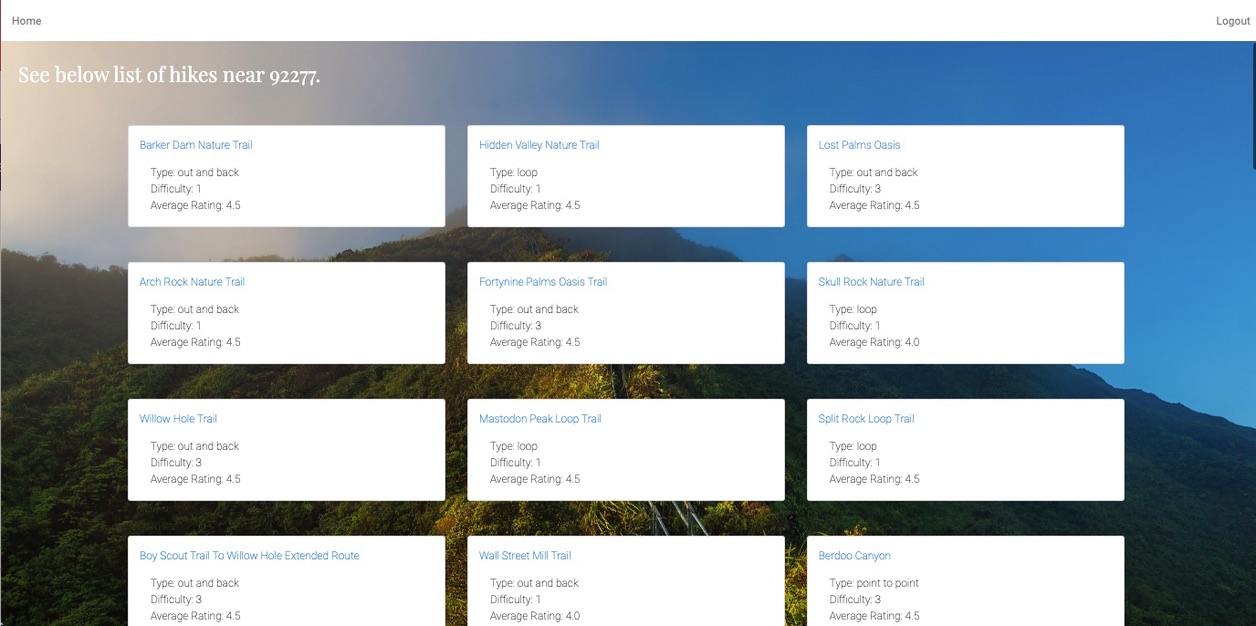 Home
Logout
See below list of hikes near 92277.
Barker Dam Nature Trail
Type: out and back
Difficulty: 1
Average Rating: 4.5
Hidden Valley Nature Trail
Type: loop
Difficulty: 1
Average Rating: 4.5
Lost Palms Oasis
Type: out and back
Difficulty: 3
Average Rating: 4.5
Arch Rock Nature Trail
Type: out and back
Difficulty: 1
Average Rating: 4.5
Fortynine Palms Oasis Trail
Type: out and back
Difficulty: 3
Average Rating: 4.5
Skull Rock Nature Trail
Type: loop
Difficulty: 1
Average Rating: 4.0
Willow Hole Trail
Type: out and back
Difficulty: 3
Average Rating: 4.5
Mastodon Peak Loop Trail
Type: loop
Difficulty: 1
Average Rating: 4.5
Split Rock Loop Trail
Type: loop
Difficulty: 1
Average Rating: 4.5
Boy Scout Trail To Willow Hole Extended Route
Type: out and back
Difficulty: 3
Average Rating: 4.5
Wall Street Mill Trail
Type: out and back
Difficulty: 1
Average Rating: 4.0
Berdoo Canyon
Type: point to point
Difficulty: 3
Average Rating: 4.5